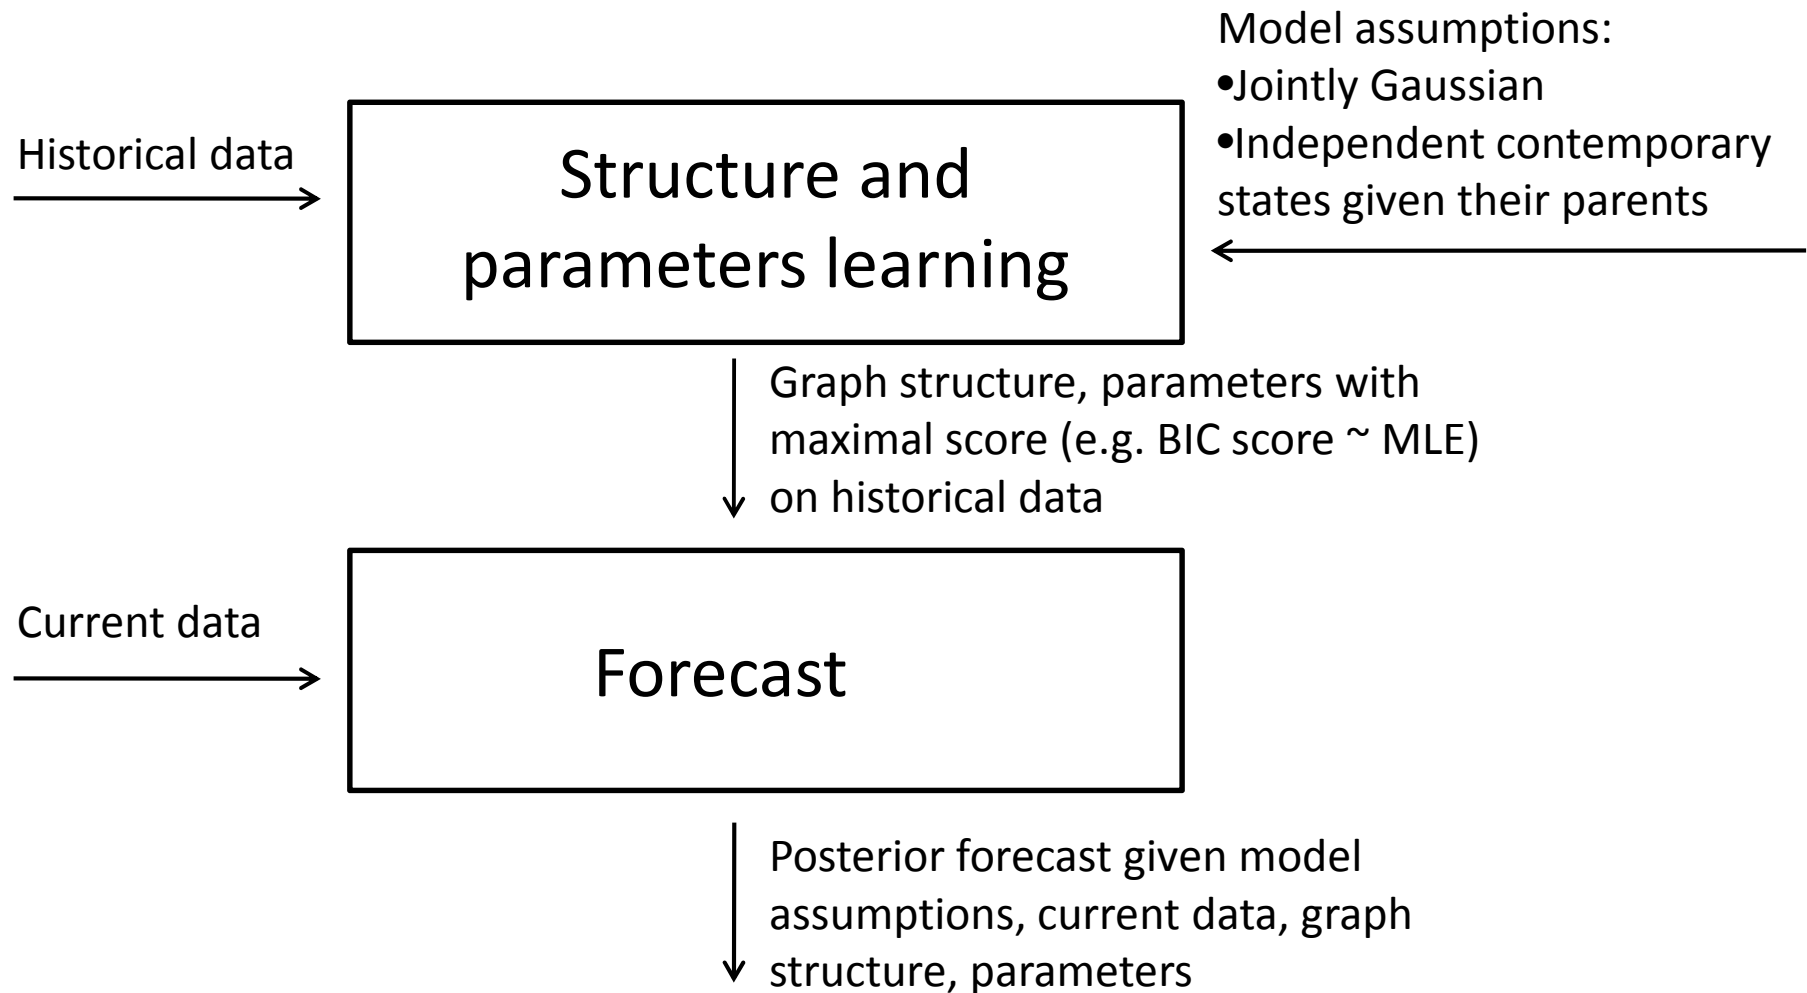 Model assumptions:
•Jointly Gaussian
•Independent contemporary
states given their parents
Historical data
Structure and
parameters learning
Graph structure, parameters with
maximal score (e.g. BIC score ~ MLE)
on historical data
Current data
Forecast
Posterior forecast given model
assumptions, current data, graph
structure, parameters